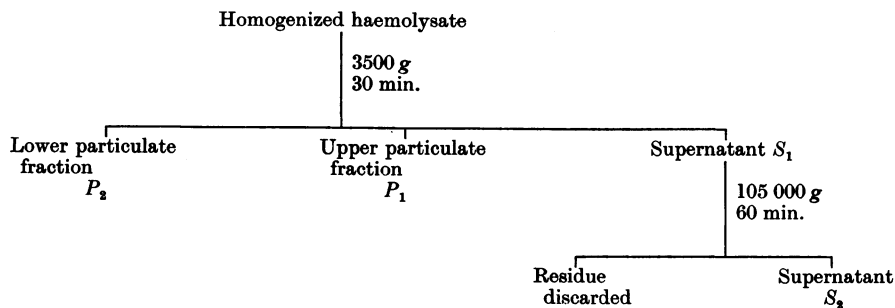 Homogenized haemolysate
3500 g
30 min.
Lower particulate
fraction
P₂
Upper particulate
fraction
P₁
Supernatant S₁
105 000 g
60 min.
Residue
discarded
Supernatant
S₂